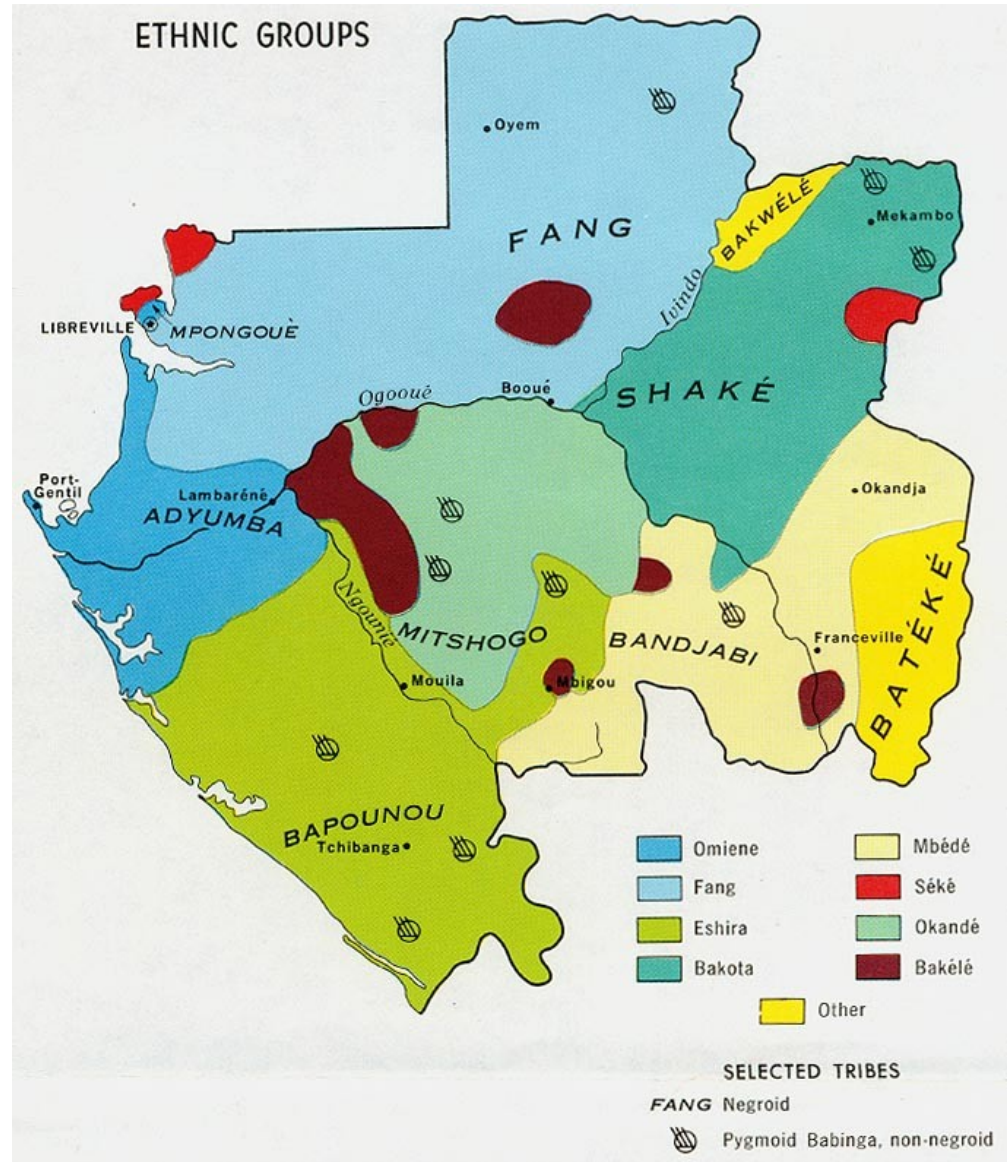 ETHNIC GROUPS
Oyem
FANG
BAKWÉLÉ
Mekambo
Ivindo
LIBREVILLE
MPONGOUÈ
SHAKÉ
Ogooué
Booué
Port-
Gentil
Lambaréné
ADYUMBA
Okandja
Ngounié
MITSHOGO
BANDJABI
Franceville
BATÉKÉ
Mouila
Mbigou
BAPOUNOU
Tchibanga
Omiene
Mbédé
Fang
Séké
Eshira
Okandé
Bakota
Bakélé
Other
SELECTED TRIBES
FANG Negroid
Pygmoid Babinga, non-negroid